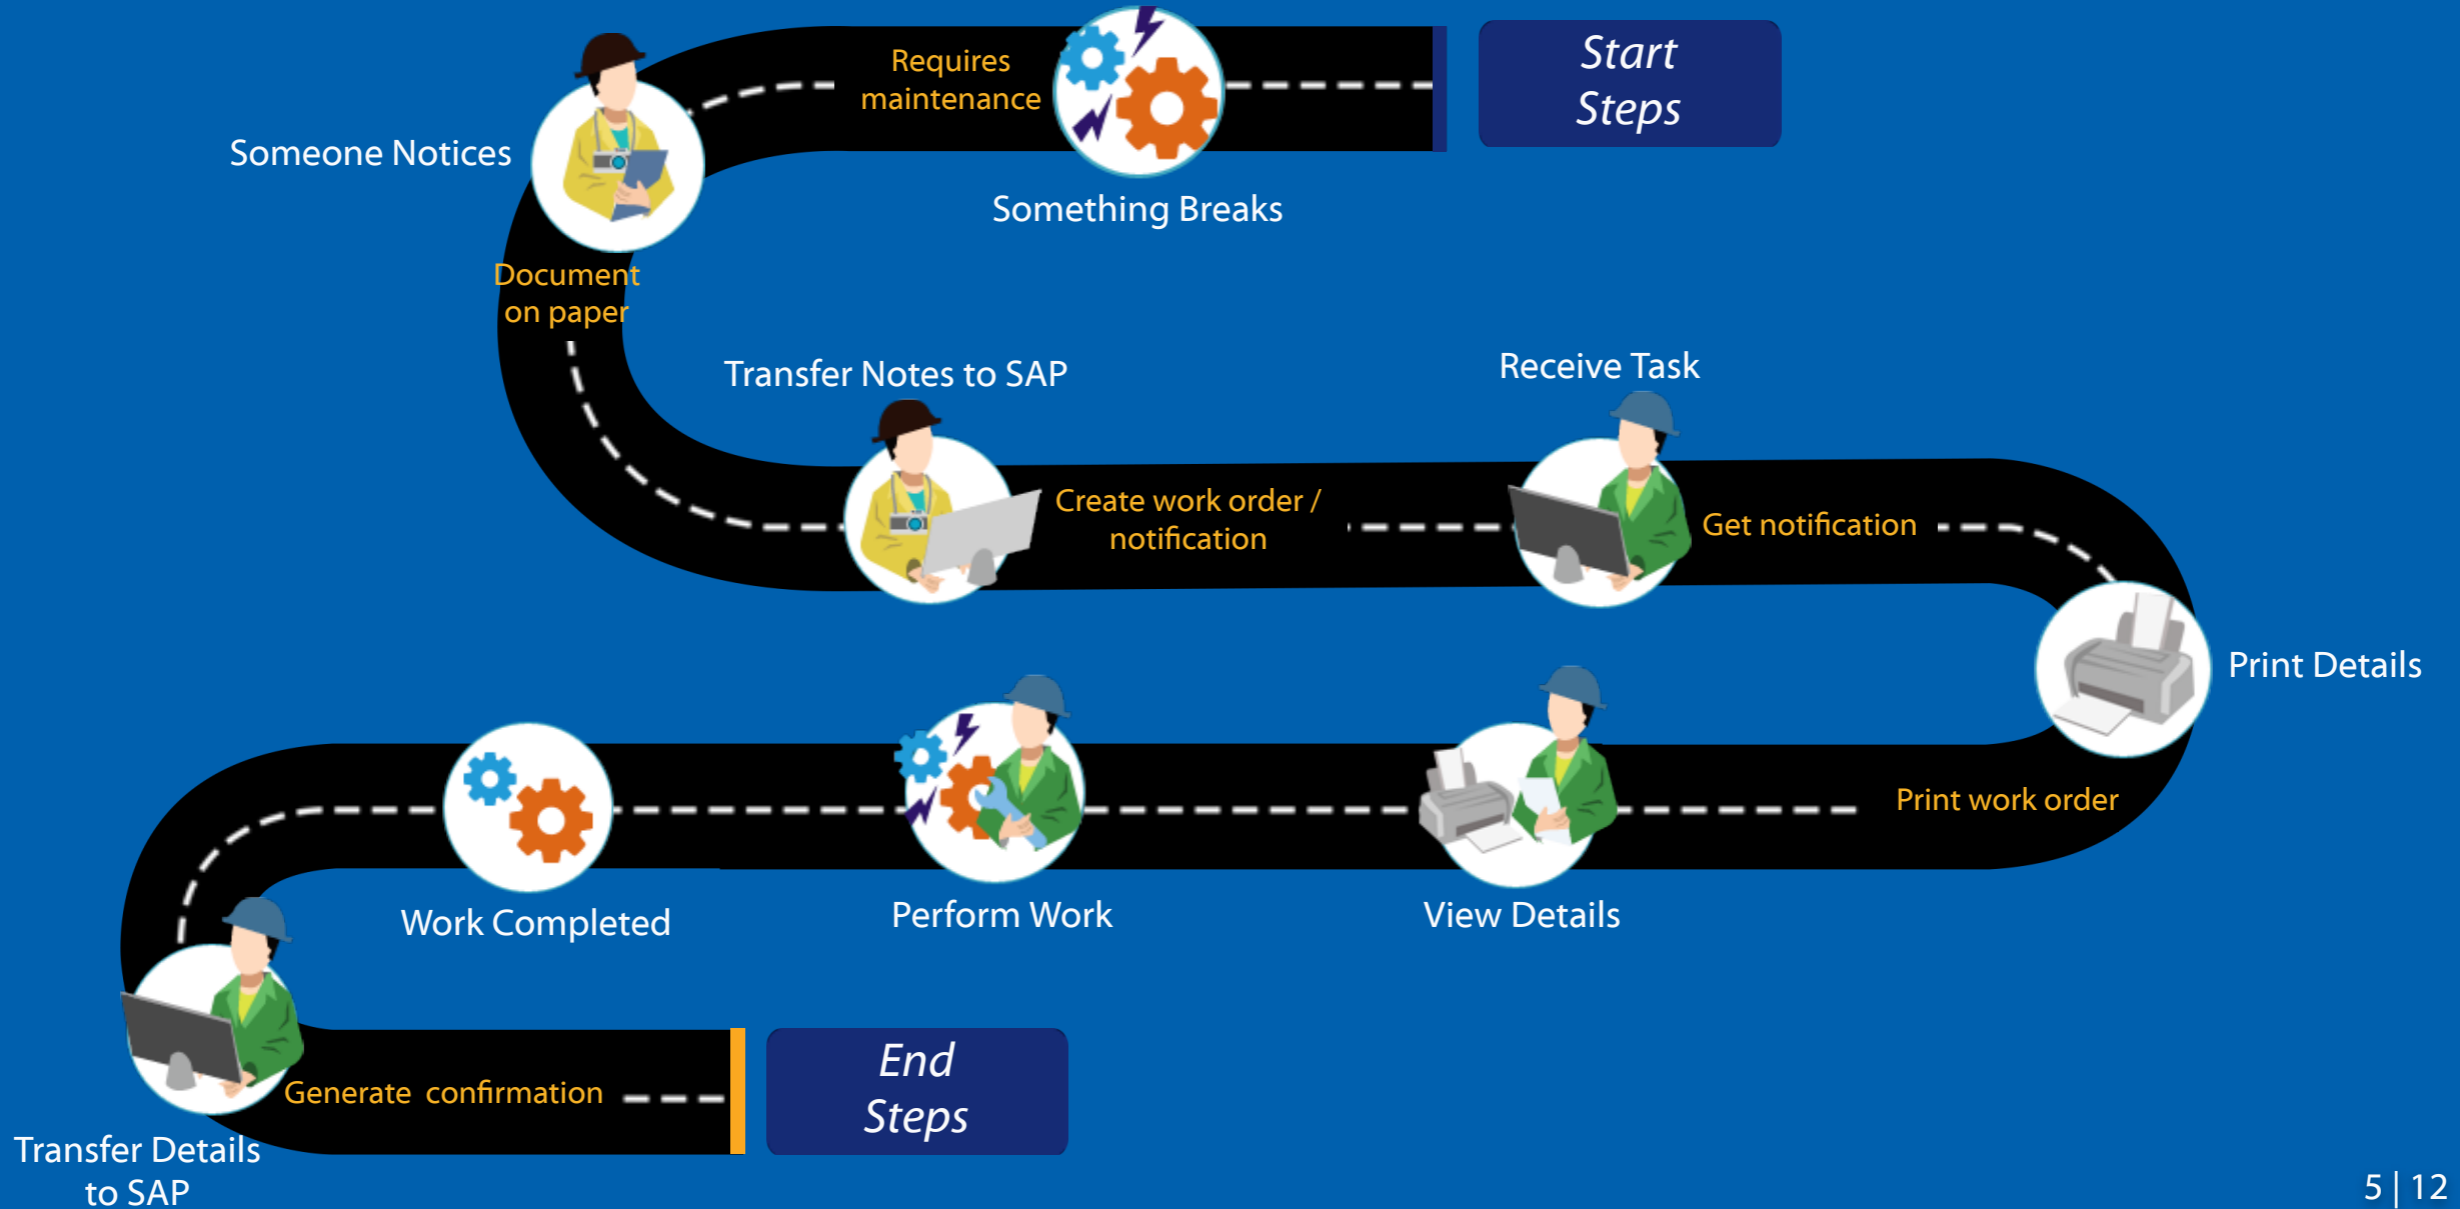 Start
Steps
Requires
maintenance
Something Breaks
Someone Notices
Document
on paper
Transfer Notes to SAP
Create work order /
notification
Receive Task
Get notification
Print Details
Print work order
View Details
Perform Work
Work Completed
Transfer Details
to SAP
Generate confirmation
End
Steps
5 | 12